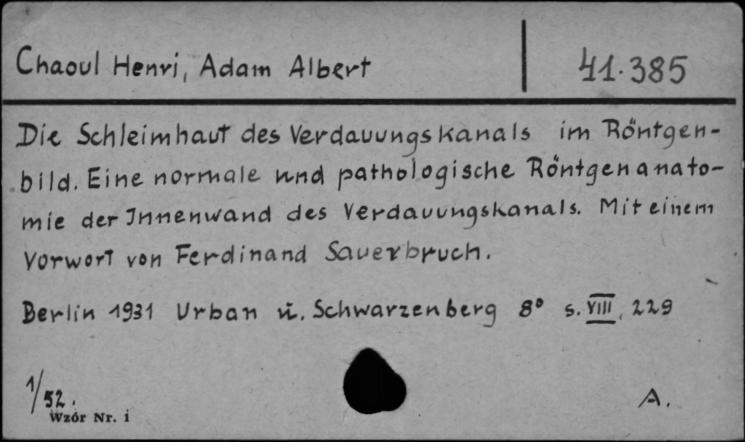 Chaoul Henri, Adam Albert 41.385
Die Schleimhaut des Verdauungskanals im Röntgen-
bild. Eine normale und pathologische Röntgenanato-
mie der Innenwand des Verdauungskanals. Mit einem
Vorwort von Ferdinand Sauerbruch.
Berlin 1931 Urban u. Schwarzenberg 8° s. VIII, 229
1/52. A.
Wzór Nr. 1